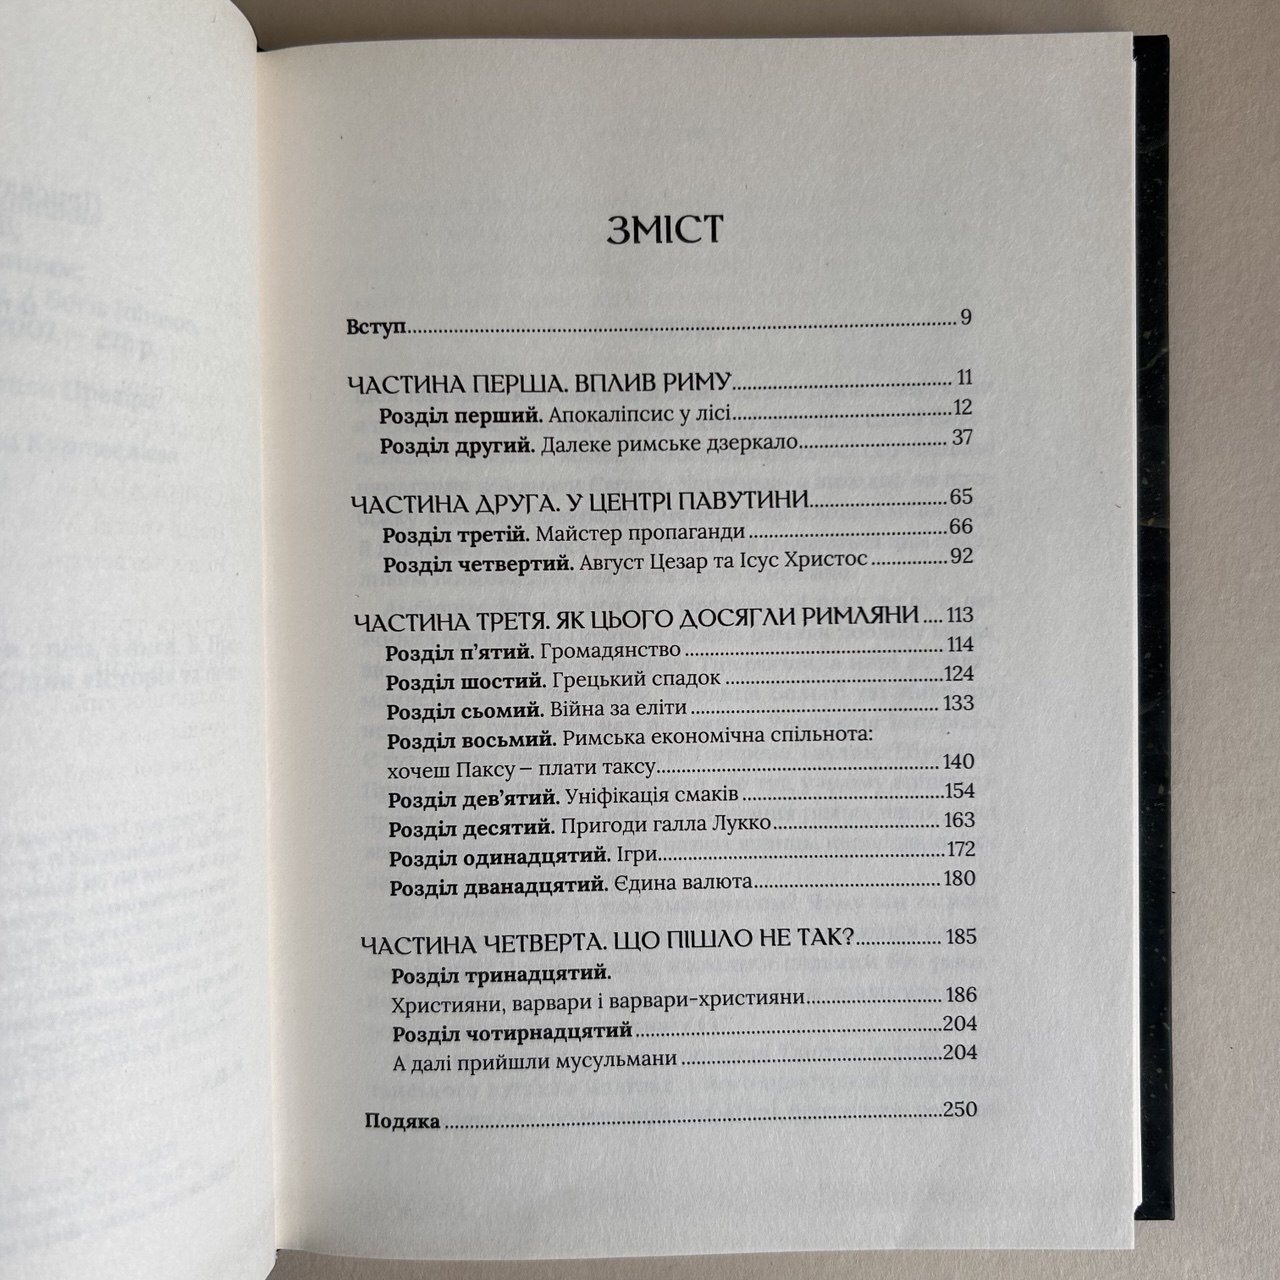 ЗМІСТ
Вступ........ 9
ЧАСТИНА ПЕРША. ВПЛИВ РИМУ........ 11
Розділ перший. Апокаліпсис у лісі........ 12
Розділ другий. Далеке римське дзеркало........ 37
ЧАСТИНА ДРУГА. У ЦЕНТРІ ПАВУТИНИ........ 65
Розділ третій. Майстер пропаганди........ 66
Розділ четвертий. Август Цезар та Ісус Христос........ 92
ЧАСТИНА ТРЕТЯ. ЯК ЦЬОГО ДОСЯГЛИ РИМЛЯНИ.... 113
Розділ п’ятий. Громадянство........ 114
Розділ шостий. Грецький спадок........ 124
Розділ сьомий. Війна за еліти........ 133
Розділ восьмий. Римська економічна спільнота:
хочеш Паксу – плати таксу........ 140
Розділ дев’ятий. Уніфікація смаків........ 154
Розділ десятий. Пригоди галла Лукко........ 163
Розділ одинадцятий. Ігри........ 172
Розділ дванадцятий. Єдина валюта........ 180
ЧАСТИНА ЧЕТВЕРТА. ЩО ПІШЛО НЕ ТАК?........ 185
Розділ тринадцятий.
Християни, варвари і варвари-християни........ 186
Розділ чотирнадцятий........ 204
А далі прийшли мусульмани........ 204
Подяка........ 250